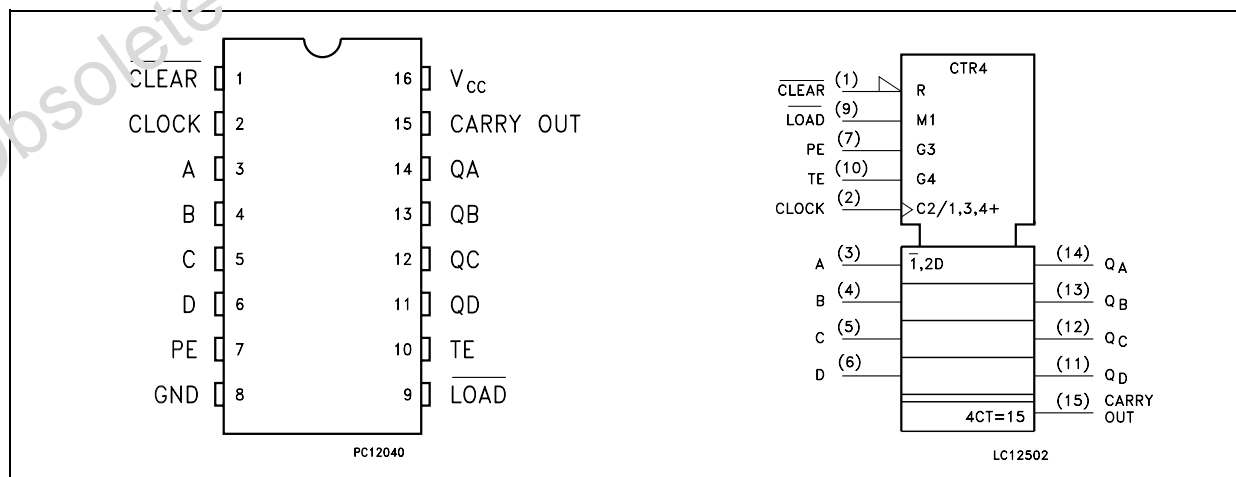 obsolete
CLEAR 1 16 VCC
CLOCK 2 15 CARRY OUT
A 3 14 QA
B 4 13 QB
C 5 12 QC
D 6 11 QD
PE 7 10 TE
GND 8 9 LOAD
PC12040
CTR4
CLEAR (1) R
LOAD (9) M1
PE (7) G3
TE (10) G4
CLOCK (2) C2/1,3,4+
A (3) 1̅,2D (14) QA
B (4) (13) QB
C (5) (12) QC
D (6) (11) QD
4CT=15 (15) CARRY
OUT
LC12502